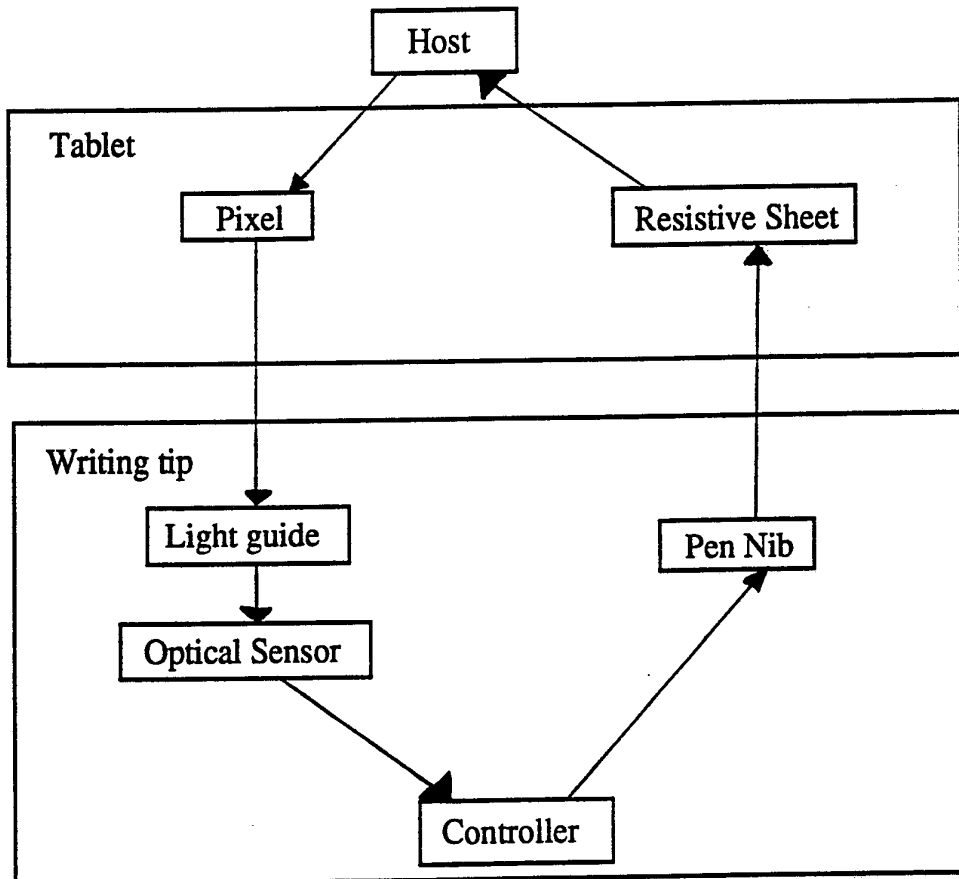 Host
Tablet
Pixel
Resistive Sheet
Writing tip
Light guide
Pen Nib
Optical Sensor
Controller